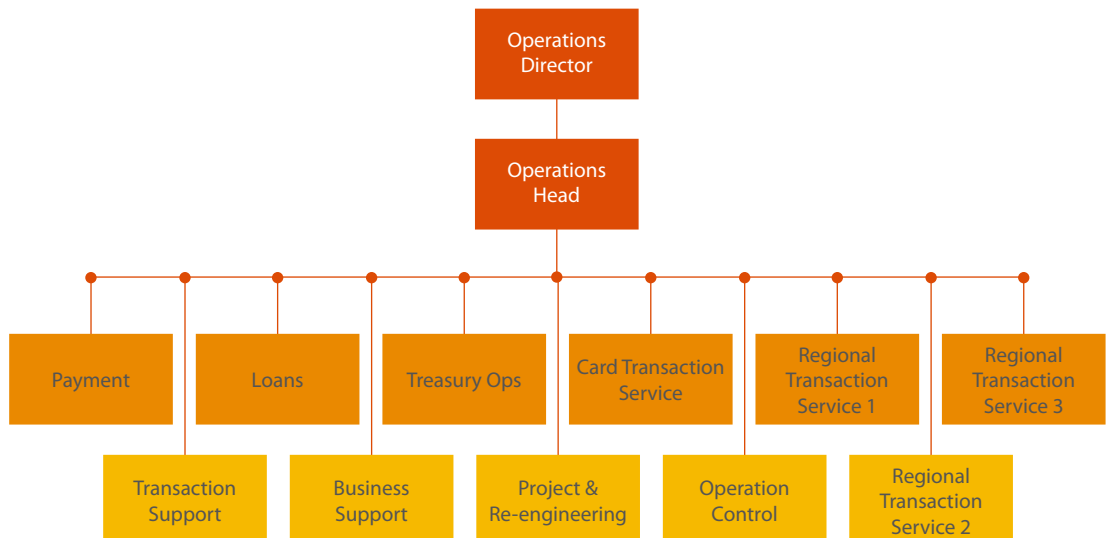 Operations
Director
Operations
Head
Payment
Loans
Treasury Ops
Card Transaction
Service
Regional
Transaction
Service 1
Regional
Transaction
Service 3
Transaction
Support
Business
Support
Project &
Re-engineering
Operation
Control
Regional
Transaction
Service 2